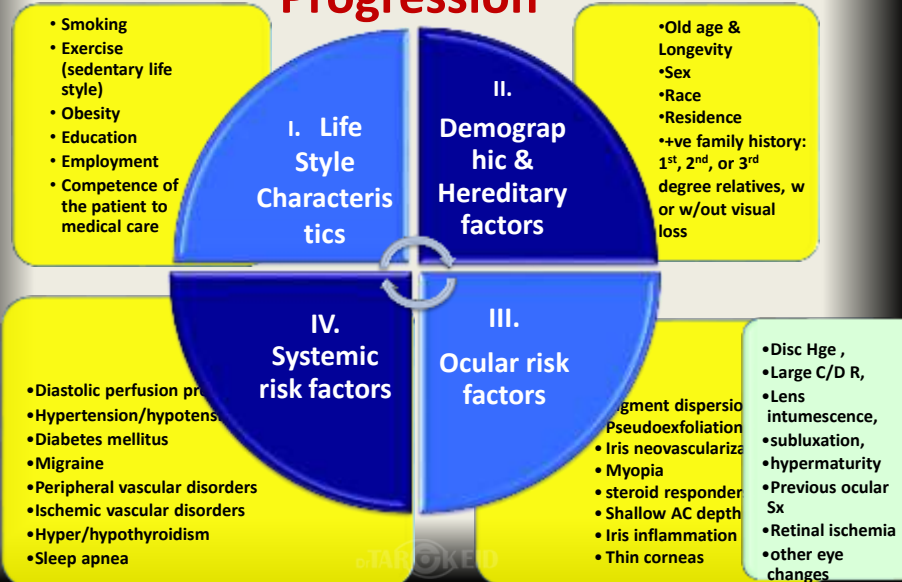 Progression
• Smoking
• Exercise
(sedentary life
style)
• Obesity
• Education
• Employment
• Competence of
the patient to
medical care
I. Life
Style
Characteris
tics
II.
Demograp
hic &
Hereditary
factors
•Old age &
Longevity
•Sex
•Race
•Residence
•+ve family history:
1st, 2nd, or 3rd
degree relatives, w
or w/out visual
loss
IV.
Systemic
risk factors
III.
Ocular risk
factors
•Diastolic perfusion pr
•Hypertension/hypotens
•Diabetes mellitus
•Migraine
•Peripheral vascular disorders
•Ischemic vascular disorders
•Hyper/hypothyroidism
•Sleep apnea
gment dispersio
Pseudoexfoliation
• Iris neovasculariza
• Myopia
• steroid responder
• Shallow AC depth
• Iris inflammation
• Thin corneas
•Disc Hge ,
•Large C/D R,
•Lens
intumescence,
•subluxation,
•hypermaturity
•Previous ocular
Sx
•Retinal ischemia
•other eye
changes